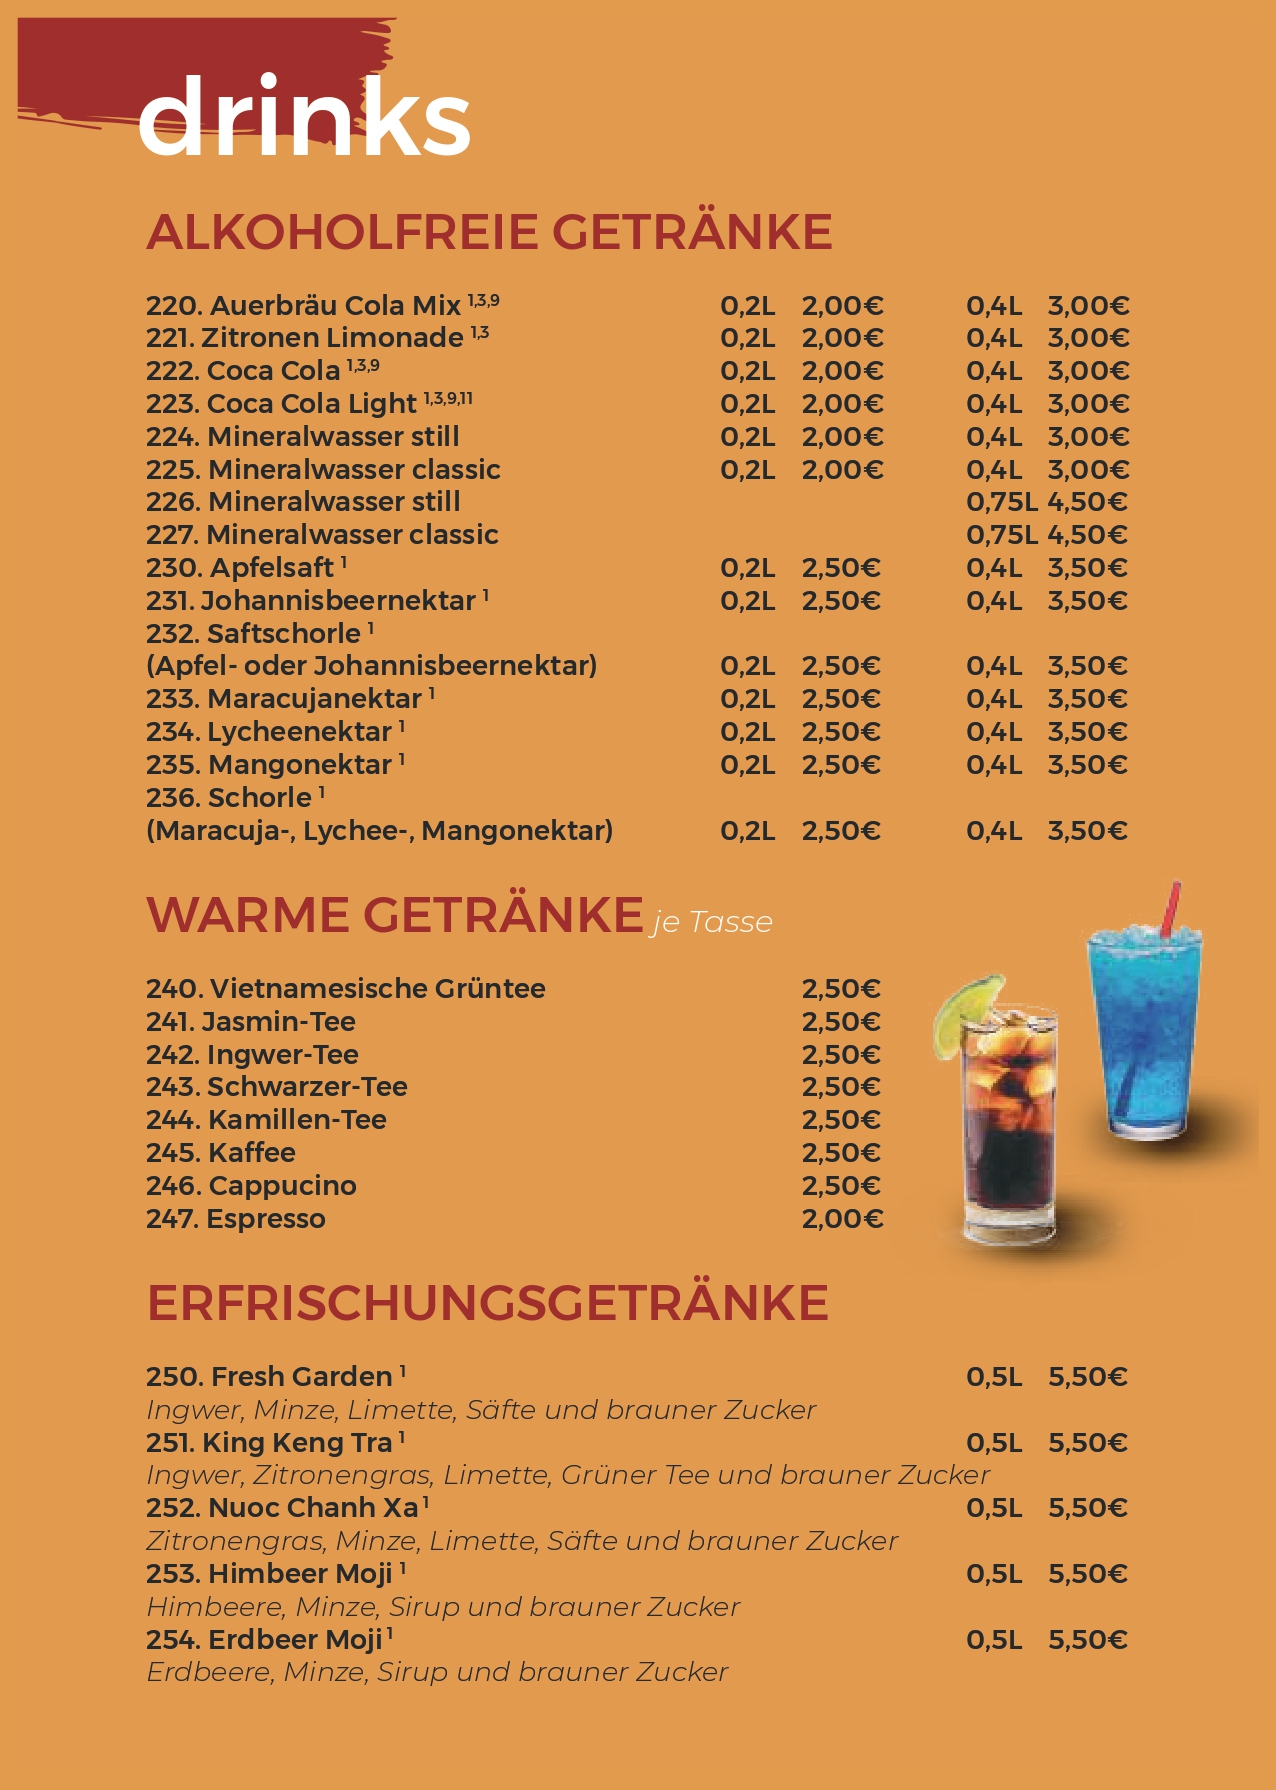 drinks
ALKOHOLFREIE GETRÄNKE
220. Auerbräu Cola Mix 1,3,9 0,2L 2,00€ 0,4L 3,00€
221. Zitronen Limonade 1,3 0,2L 2,00€ 0,4L 3,00€
222. Coca Cola 1,3,9 0,2L 2,00€ 0,4L 3,00€
223. Coca Cola Light 1,3,9,11 0,2L 2,00€ 0,4L 3,00€
224. Mineralwasser still 0,2L 2,00€ 0,4L 3,00€
225. Mineralwasser classic 0,2L 2,00€ 0,4L 3,00€
226. Mineralwasser still 0,75L 4,50€
227. Mineralwasser classic 0,75L 4,50€
230. Apfelsaft 1 0,2L 2,50€ 0,4L 3,50€
231. Johannisbeernektar 1 0,2L 2,50€ 0,4L 3,50€
232. Saftschorle 1
(Apfel- oder Johannisbeernektar) 0,2L 2,50€ 0,4L 3,50€
233. Maracujanektar 1 0,2L 2,50€ 0,4L 3,50€
234. Lycheenektar 1 0,2L 2,50€ 0,4L 3,50€
235. Mangonektar 1 0,2L 2,50€ 0,4L 3,50€
236. Schorle 1
(Maracuja-, Lychee-, Mangonektar) 0,2L 2,50€ 0,4L 3,50€
WARME GETRÄNKE je Tasse
240. Vietnamesische Grüntee 2,50€
241. Jasmin-Tee 2,50€
242. Ingwer-Tee 2,50€
243. Schwarzer-Tee 2,50€
244. Kamillen-Tee 2,50€
245. Kaffee 2,50€
246. Cappucino 2,50€
247. Espresso 2,00€
ERFRISCHUNGSGETRÄNKE
250. Fresh Garden 1 0,5L 5,50€
Ingwer, Minze, Limette, Säfte und brauner Zucker
251. King Keng Tra 1 0,5L 5,50€
Ingwer, Zitronengras, Limette, Grüner Tee und brauner Zucker
252. Nuoc Chanh Xa 1 0,5L 5,50€
Zitronengras, Minze, Limette, Säfte und brauner Zucker
253. Himbeer Moji 1 0,5L 5,50€
Himbeere, Minze, Sirup und brauner Zucker
254. Erdbeer Moji 1 0,5L 5,50€
Erdbeere, Minze, Sirup und brauner Zucker